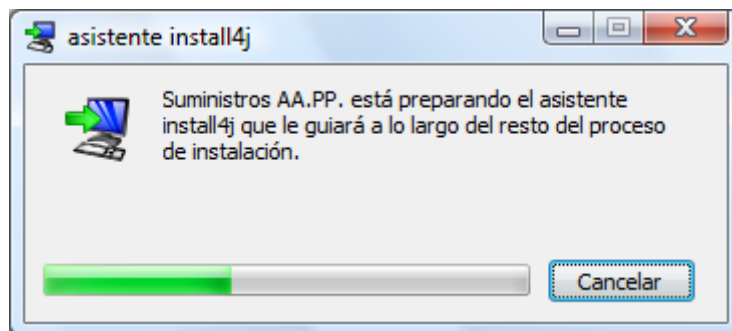 asistente install4j
Suministros AA.PP. está preparando el asistente
install4j que le guiará a lo largo del resto del proceso
de instalación.
Cancelar